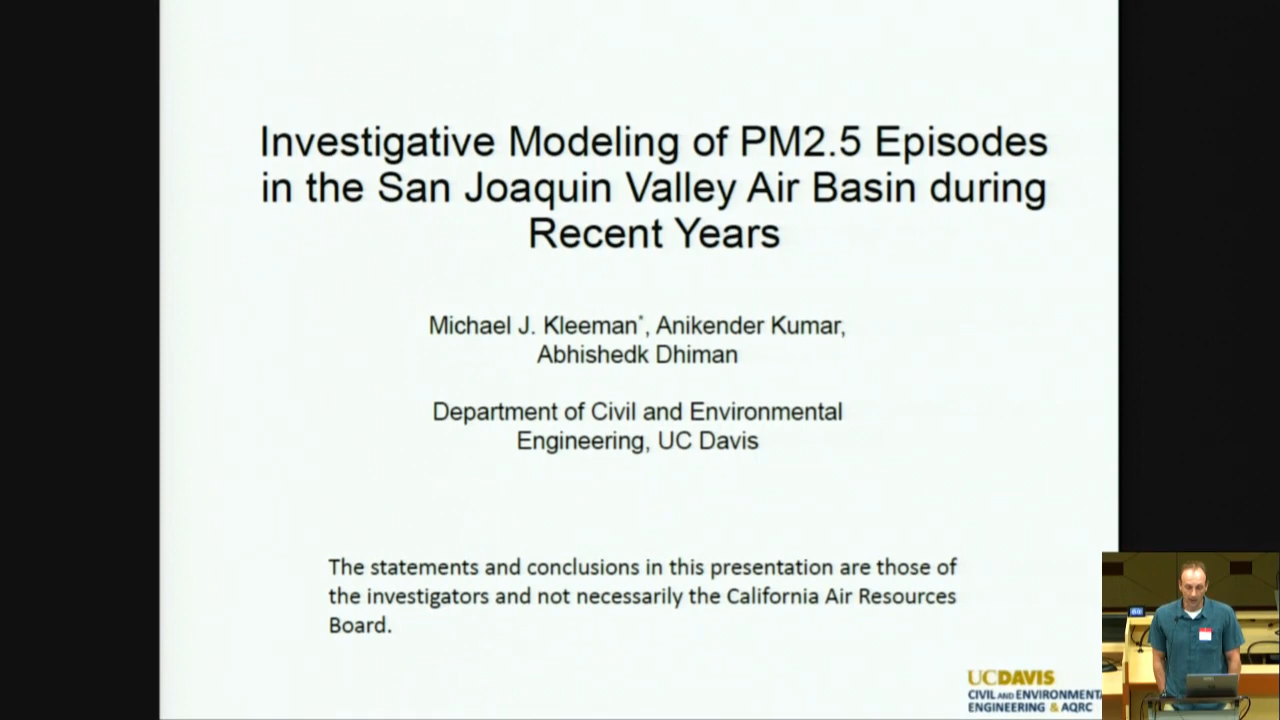 Investigative Modeling of PM2.5 Episodes
in the San Joaquin Valley Air Basin during
Recent Years
Michael J. Kleeman*, Anikender Kumar,
Abhishedk Dhiman
Department of Civil and Environmental
Engineering, UC Davis
The statements and conclusions in this presentation are those of
the investigators and not necessarily the California Air Resources
Board.
UCDAVIS
CIVIL AND ENVIRONMENT
ENGINEERING & AQRC